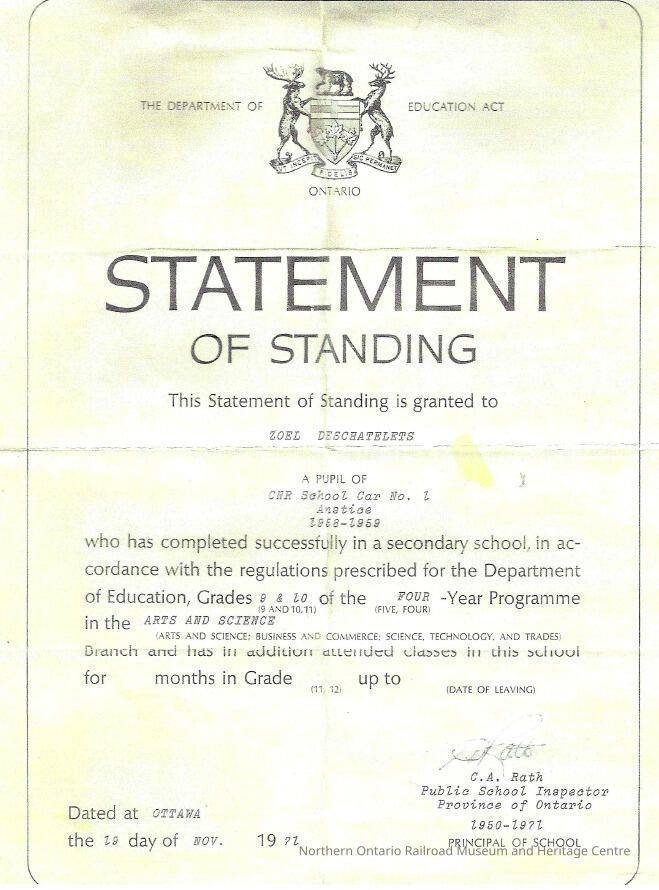 THE DEPARTMENT OF EDUCATION ACT
UT INCEPIT FIDELIS SIC PERMANET
ONTARIO
STATEMENT
OF STANDING
This Statement of Standing is granted to
ZOEL DESCHATELETS
A PUPIL OF
CNR School Car No. 1
Anstice
1958-1959
who has completed successfully in a secondary school, in ac-
cordance with the regulations prescribed for the Department
of Education, Grades 9 & 10 of the FOUR -Year Programme
(9 AND 10, 11) (FIVE, FOUR)
in the ARTS AND SCIENCE
(ARTS AND SCIENCE; BUSINESS AND COMMERCE; SCIENCE, TECHNOLOGY, AND TRADES)
Branch and has in addition attended classes in this school
for months in Grade (11, 12) up to (DATE OF LEAVING)
C.A. Rath
Public School Inspector
Province of Ontario
1950-1971
Dated at OTTAWA
the 19 day of NOV. 19 71 PRINCIPAL OF SCHOOL
Northern Ontario Railroad Museum and Heritage Centre